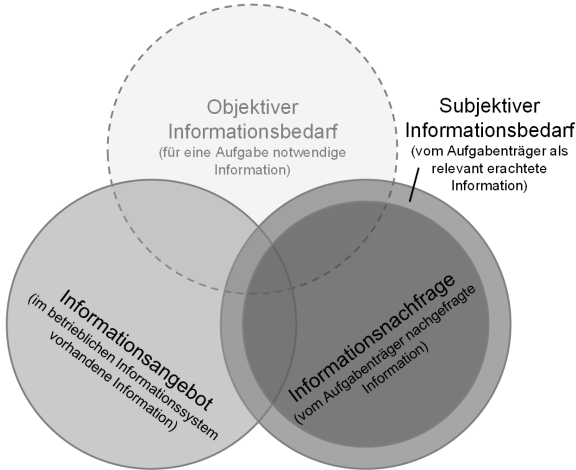 Objektiver
Informationsbedarf
(für eine Aufgabe notwendige
Information)
Subjektiver
Informationsbedarf
(vom Aufgabenträger als
relevant erachtete
Information)
Informationsangebot
(im betrieblichen Informationssystem
vorhandene Information)
Informationsnachfrage
(vom Aufgabenträger nachgefragte
Information)